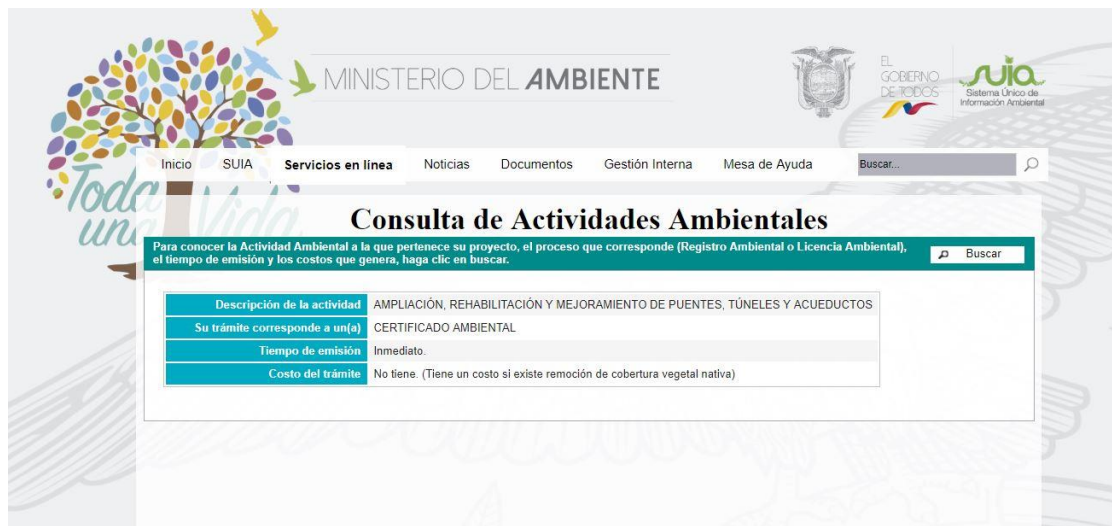 MINISTERIO DEL AMBIENTE
EL
GOBIERNO
DE TODOS
suia
Sistema Único de
Información Ambiental
Toda
una Vida
Inicio SUIA Servicios en línea Noticias Documentos Gestión Interna Mesa de Ayuda Buscar...
Consulta de Actividades Ambientales
Para conocer la Actividad Ambiental a la que pertenece su proyecto, el proceso que corresponde (Registro Ambiental o Licencia Ambiental),
el tiempo de emisión y los costos que genera, haga clic en buscar.
Buscar
Descripción de la actividad AMPLIACIÓN, REHABILITACIÓN Y MEJORAMIENTO DE PUENTES, TÚNELES Y ACUEDUCTOS
Su trámite corresponde a un(a) CERTIFICADO AMBIENTAL
Tiempo de emisión Inmediato.
Costo del trámite No tiene. (Tiene un costo si existe remoción de cobertura vegetal nativa)